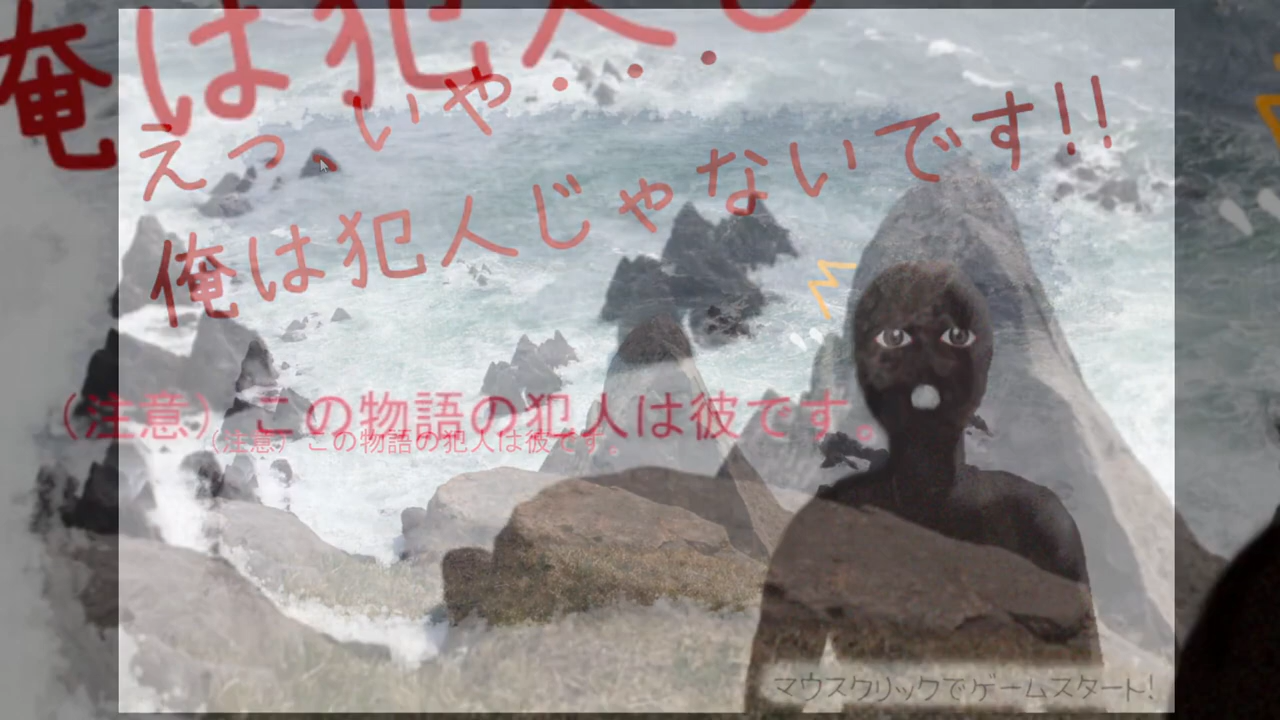 俺は犯人じ
えっ、いや・・・
俺は犯人じゃないです!!
(注意) この物語の犯人は彼です。
(注意) この物語の犯人は彼です。
マウスクリックでゲームスタート!